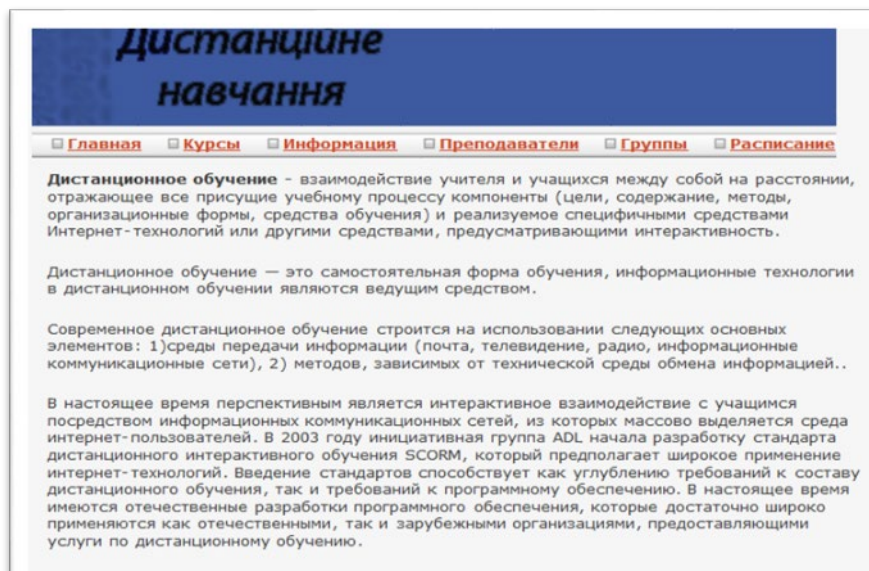 Дистанційне
навчання
Главная Курсы Информация Преподаватели Группы Расписание
Дистанционное обучение - взаимодействие учителя и учащихся между собой на расстоянии,
отражающее все присущие учебному процессу компоненты (цели, содержание, методы,
организационные формы, средства обучения) и реализуемое специфичными средствами
Интернет-технологий или другими средствами, предусматривающими интерактивность.
Дистанционное обучение — это самостоятельная форма обучения, информационные технологии
в дистанционном обучении являются ведущим средством.
Современное дистанционное обучение строится на использовании следующих основных
элементов: 1)среды передачи информации (почта, телевидение, радио, информационные
коммуникационные сети), 2) методов, зависимых от технической среды обмена информацией..
В настоящее время перспективным является интерактивное взаимодействие с учащимся
посредством информационных коммуникационных сетей, из которых массово выделяется среда
интернет-пользователей. В 2003 году инициативная группа ADL начала разработку стандарта
дистанционного интерактивного обучения SCORM, который предполагает широкое применение
интернет-технологий. Введение стандартов способствует как углублению требований к составу
дистанционного обучения, так и требований к программному обеспечению. В настоящее время
имеются отечественные разработки программного обеспечения, которые достаточно широко
применяются как отечественными, так и зарубежными организациями, предоставляющими
услуги по дистанционному обучению.